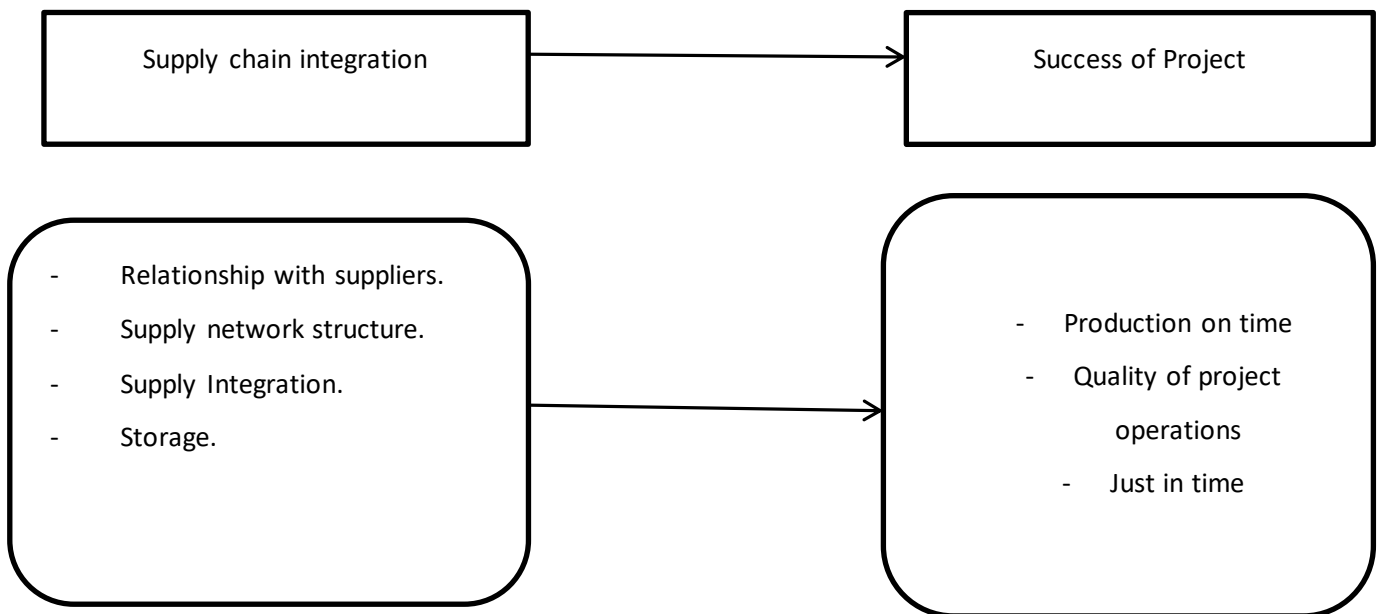 Supply chain integration
Success of Project
- Relationship with suppliers.
- Supply network structure.
- Supply Integration.
- Storage.
- Production on time
- Quality of project
operations
- Just in time